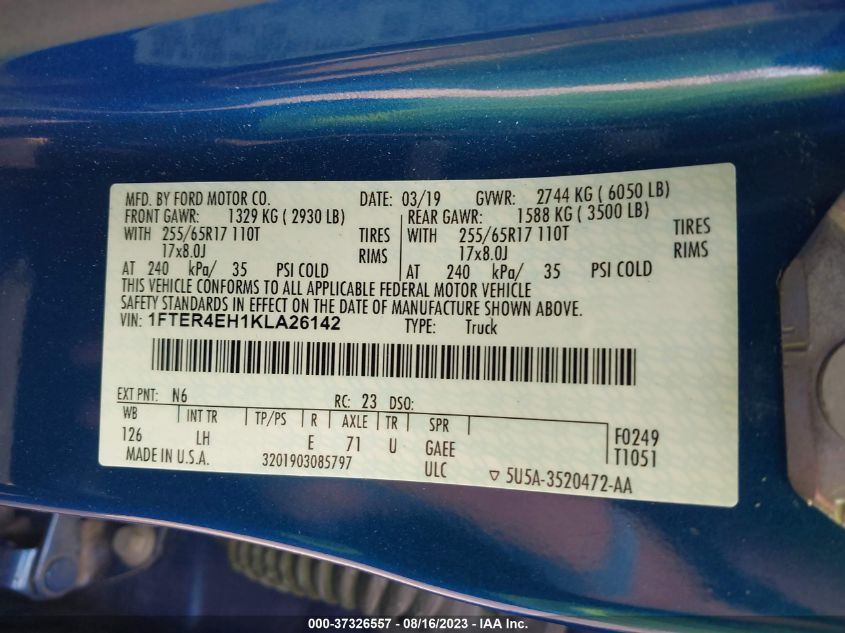 MFD. BY FORD MOTOR CO. DATE: 03/19 GVWR: 2744 KG ( 6050 LB)
FRONT GAWR: 1329 KG ( 2930 LB) REAR GAWR: 1588 KG ( 3500 LB)
WITH 255/65R17 110T TIRES WITH 255/65R17 110T TIRES
17x8.0J RIMS 17x8.0J RIMS
AT 240 kPa/ 35 PSI COLD AT 240 kPa/ 35 PSI COLD
THIS VEHICLE CONFORMS TO ALL APPLICABLE FEDERAL MOTOR VEHICLE
SAFETY STANDARDS IN EFFECT ON THE DATE OF MANUFACTURE SHOWN ABOVE.
VIN: 1FTER4EH1KLA26142 TYPE: Truck
EXT PNT: N6 RC: 23 DSO:
WB INT TR TP/PS R AXLE TR SPR
126 LH E 71 U GAEE F0249
MADE IN U.S.A. 3201903085797 ULC T1051
▽ 5U5A-3520472-AA
000-37326557 - 08/16/2023 - IAA Inc.